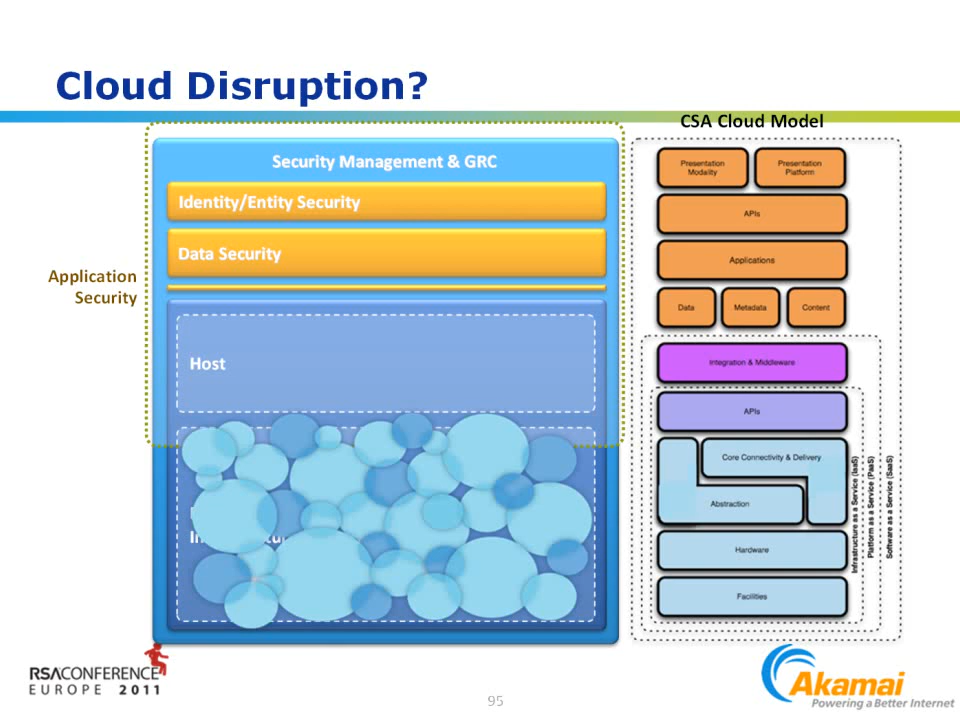 Cloud Disruption?
CSA Cloud Model
Security Management & GRC
Identity/Entity Security
Data Security
Application
Security
Host
Presentation
Modality
Presentation
Platform
APIs
Applications
Data
Metadata
Content
Integration & Middleware
APIs
Core Connectivity & Delivery
Abstraction
Hardware
Facilities
Infrastructure as a Service (IaaS)
Platform as a Service (PaaS)
Software as a Service (SaaS)
RSACONFERENCE
EUROPE 2011
95
Akamai
Powering a Better Internet